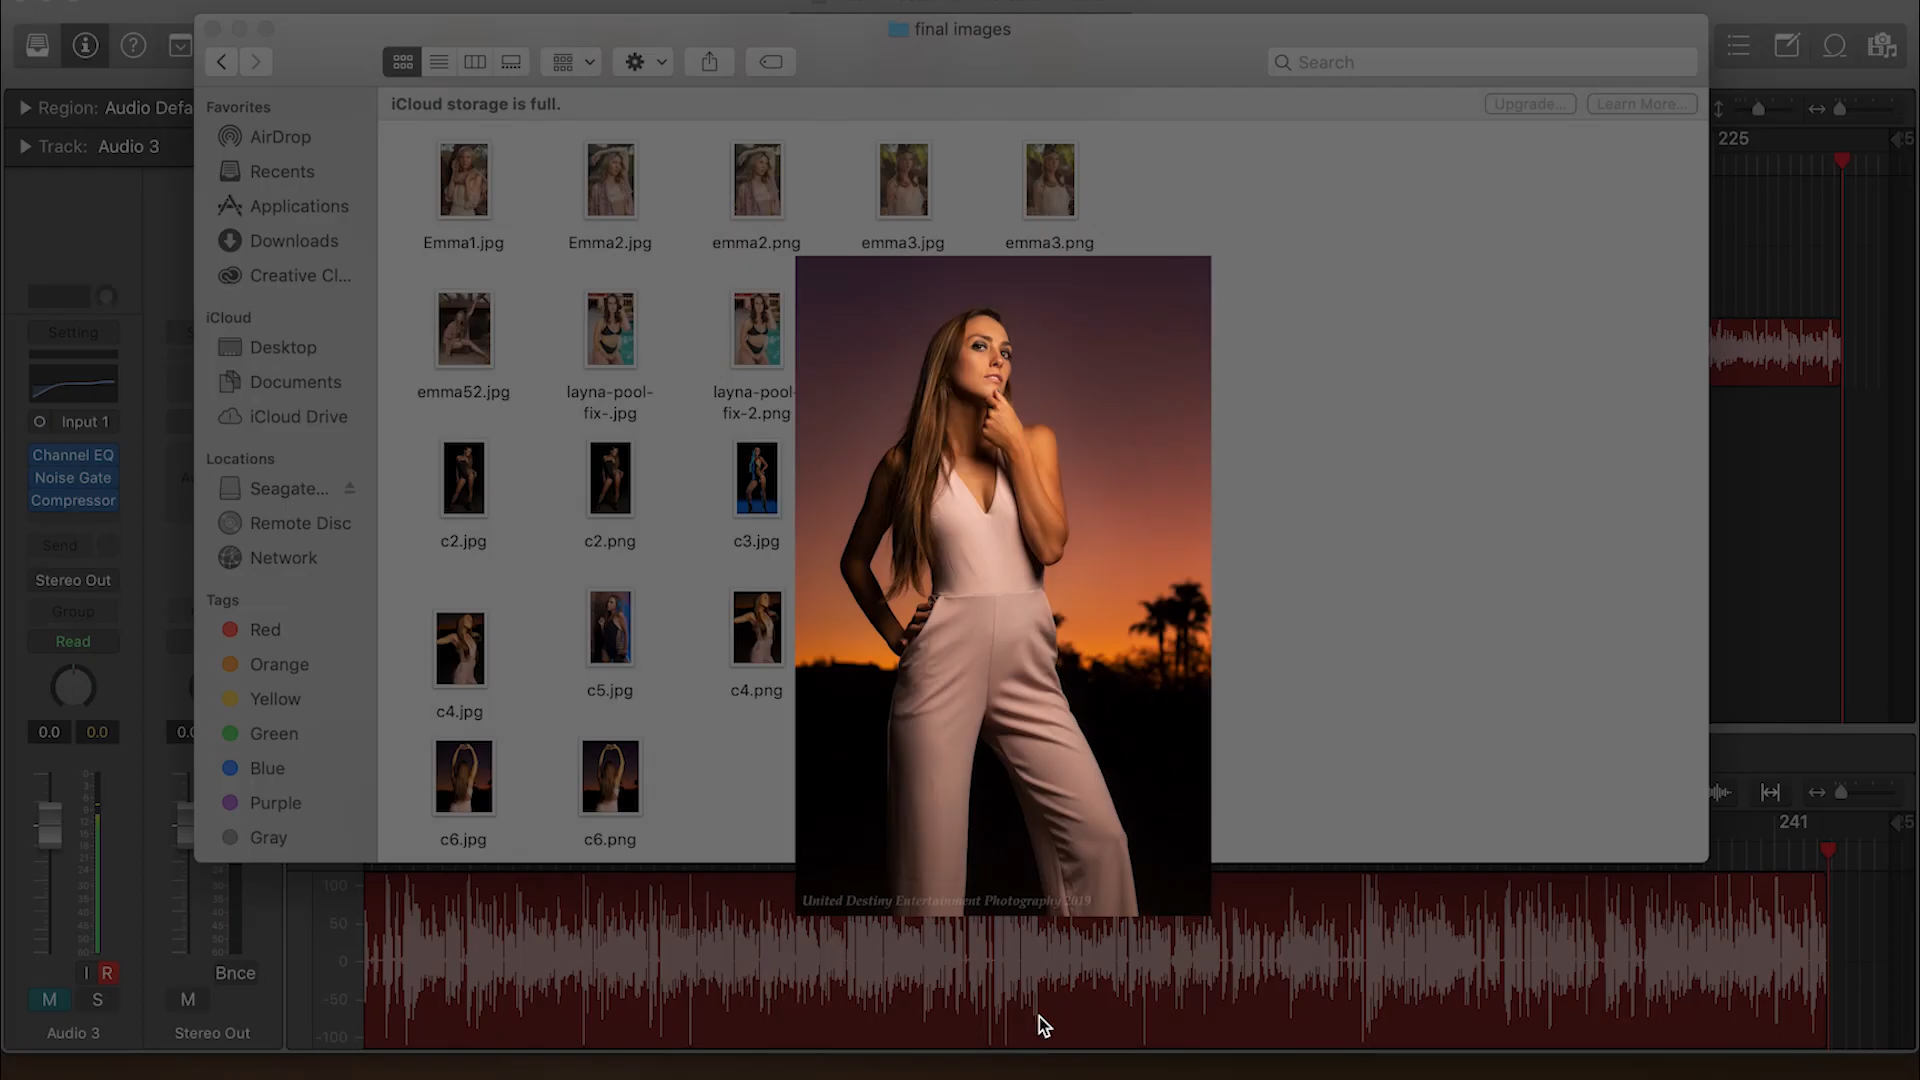 final images
Search
Region: Audio Defa
Track: Audio 3
Favorites
AirDrop
Recents
Applications
Downloads
Creative Cl...
iCloud
Desktop
Documents
iCloud Drive
Locations
Seagate...
Remote Disc
Network
Tags
Red
Orange
Yellow
Green
Blue
Purple
Gray
iCloud storage is full.
Upgrade...
Learn More...
Emma1.jpg
Emma2.jpg
emma2.png
emma3.jpg
emma3.png
emma52.jpg
layna-pool-
fix-.jpg
layna-pool-
fix-2.png
c2.jpg
c2.png
c3.jpg
c4.jpg
c5.jpg
c4.png
c6.jpg
c6.png
United Destiny Entertainment Photography 2019
Setting
Input 1
Channel EQ
Noise Gate
Compressor
Send
Stereo Out
Group
Read
0.0 0.0
I R
Bnce
M S
M
Audio 3
Stereo Out
225
241
100
50
0
-50
-100